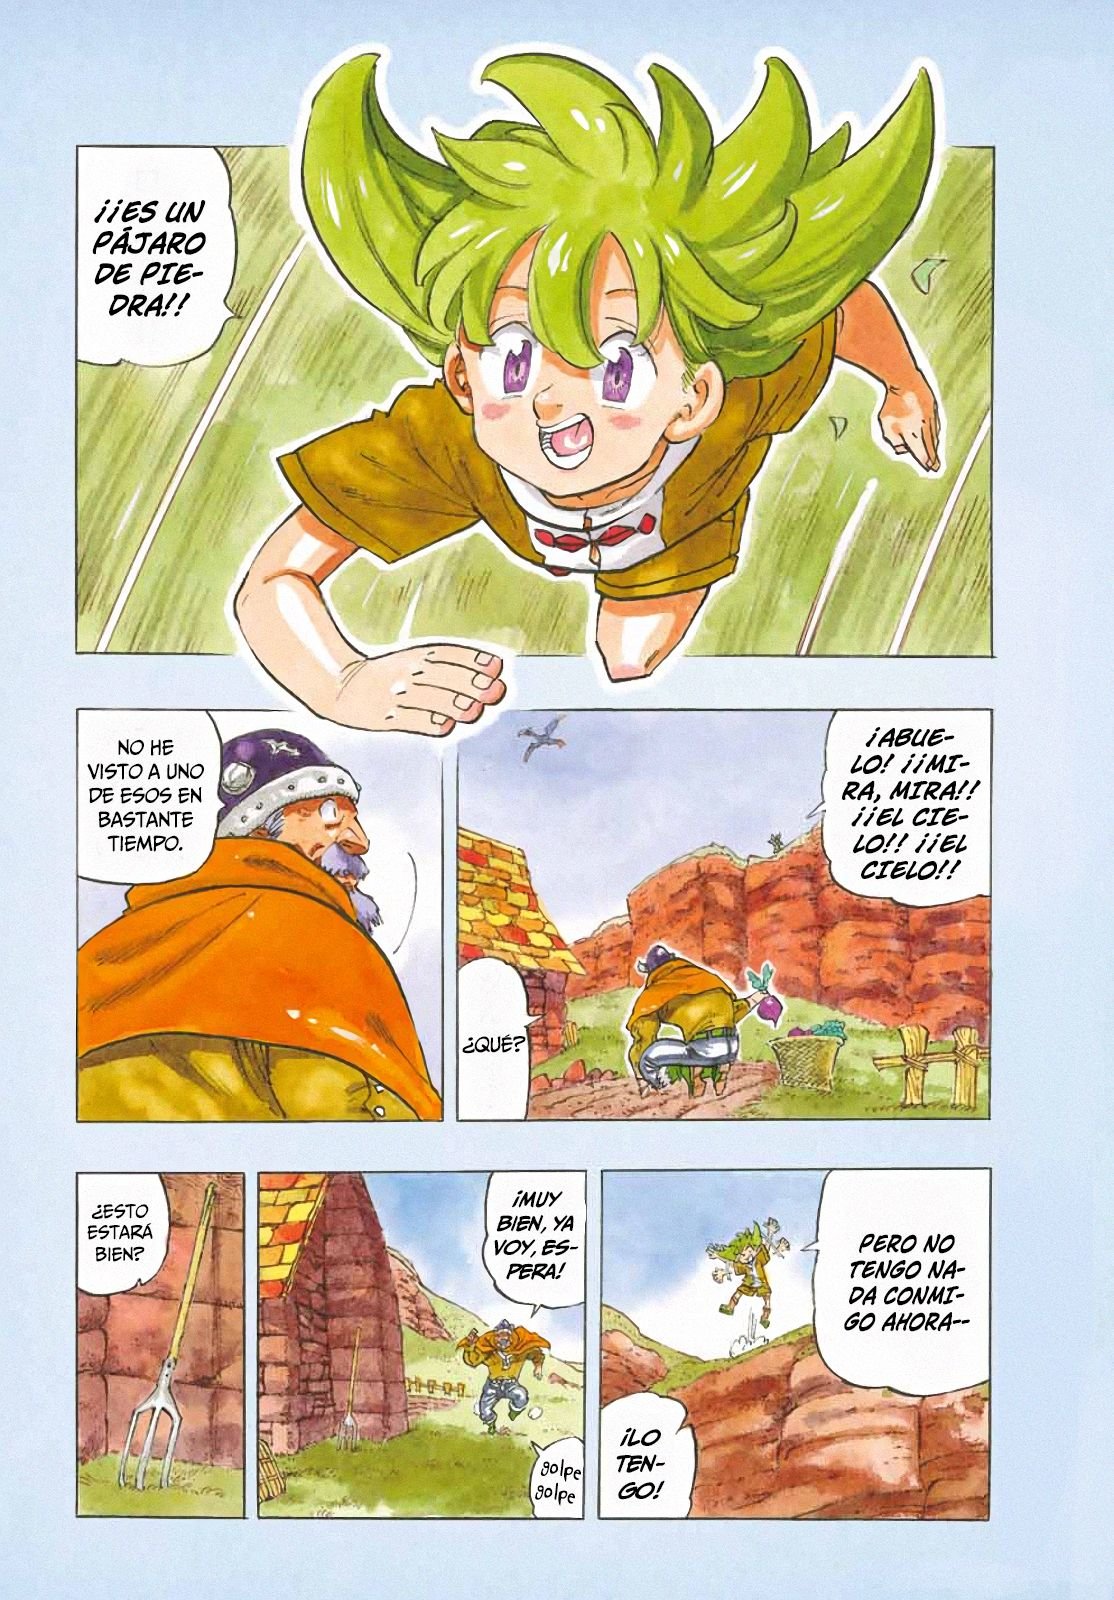 ¡¡ES UN
PÁJARO
DE PIE-
DRA!!
¡ABUE-
LO! ¡¡MI-
RA, MIRA!!
¡¡EL CIE-
LO!! ¡¡EL
CIELO!!
¿QUÉ?
NO HE
VISTO A UNO
DE ESOS EN
BASTANTE
TIEMPO.
PERO NO
TENGO NA-
DA CONMI-
GO AHORA--
¡LO
TEN-
GO!
¡MUY
BIEN, YA
VOY, ES-
PERA!
golpe
golpe
¿ESTO
ESTARÁ
BIEN?